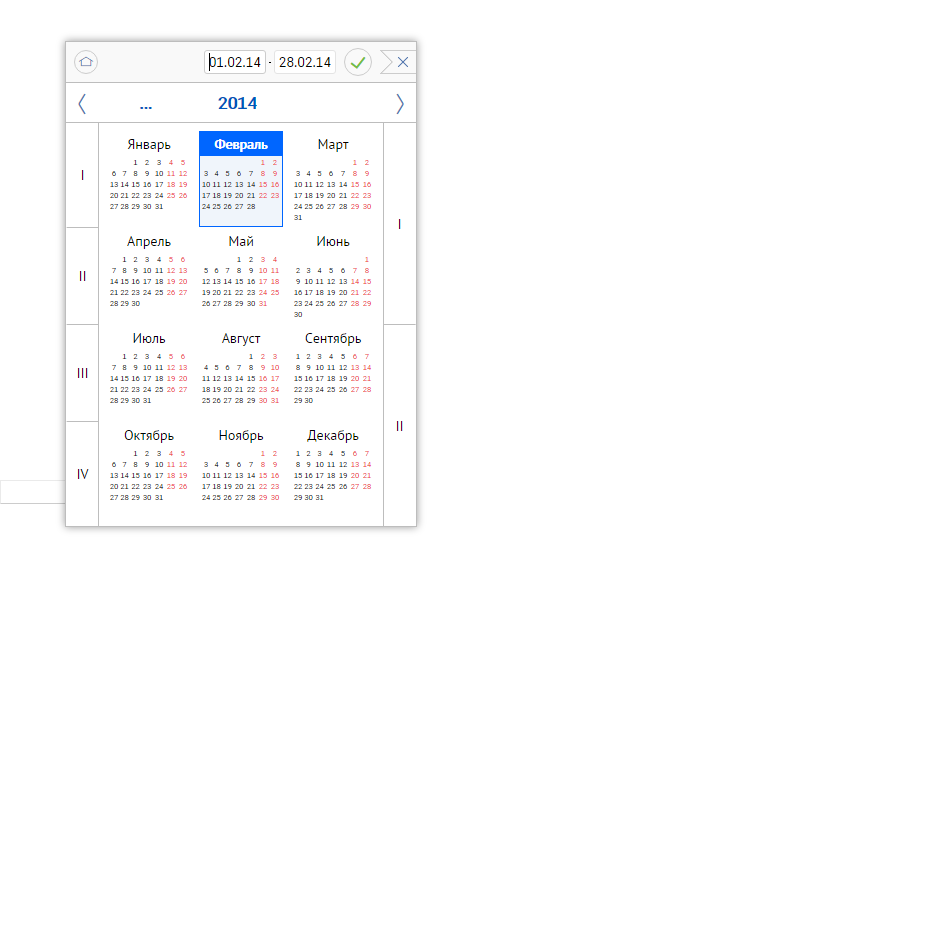 01.02.14 - 28.02.14
... 2014
I
II
III
IV
Январь
1 2 3 4 5
6 7 8 9 10 11 12
13 14 15 16 17 18 19
20 21 22 23 24 25 26
27 28 29 30 31
Февраль
1 2
3 4 5 6 7 8 9
10 11 12 13 14 15 16
17 18 19 20 21 22 23
24 25 26 27 28
Март
1 2
3 4 5 6 7 8 9
10 11 12 13 14 15 16
17 18 19 20 21 22 23
24 25 26 27 28 29 30
31
Апрель
1 2 3 4 5 6
7 8 9 10 11 12 13
14 15 16 17 18 19 20
21 22 23 24 25 26 27
28 29 30
Май
1 2 3 4
5 6 7 8 9 10 11
12 13 14 15 16 17 18
19 20 21 22 23 24 25
26 27 28 29 30 31
Июнь
1
2 3 4 5 6 7 8
9 10 11 12 13 14 15
16 17 18 19 20 21 22
23 24 25 26 27 28 29
30
Июль
1 2 3 4 5 6
7 8 9 10 11 12 13
14 15 16 17 18 19 20
21 22 23 24 25 26 27
28 29 30 31
Август
1 2 3
4 5 6 7 8 9 10
11 12 13 14 15 16 17
18 19 20 21 22 23 24
25 26 27 28 29 30 31
Сентябрь
1 2 3 4 5 6 7
8 9 10 11 12 13 14
15 16 17 18 19 20 21
22 23 24 25 26 27 28
29 30
Октябрь
1 2 3 4 5
6 7 8 9 10 11 12
13 14 15 16 17 18 19
20 21 22 23 24 25 26
27 28 29 30 31
Ноябрь
1 2
3 4 5 6 7 8 9
10 11 12 13 14 15 16
17 18 19 20 21 22 23
24 25 26 27 28 29 30
Декабрь
1 2 3 4 5 6 7
8 9 10 11 12 13 14
15 16 17 18 19 20 21
22 23 24 25 26 27 28
29 30 31
I
II